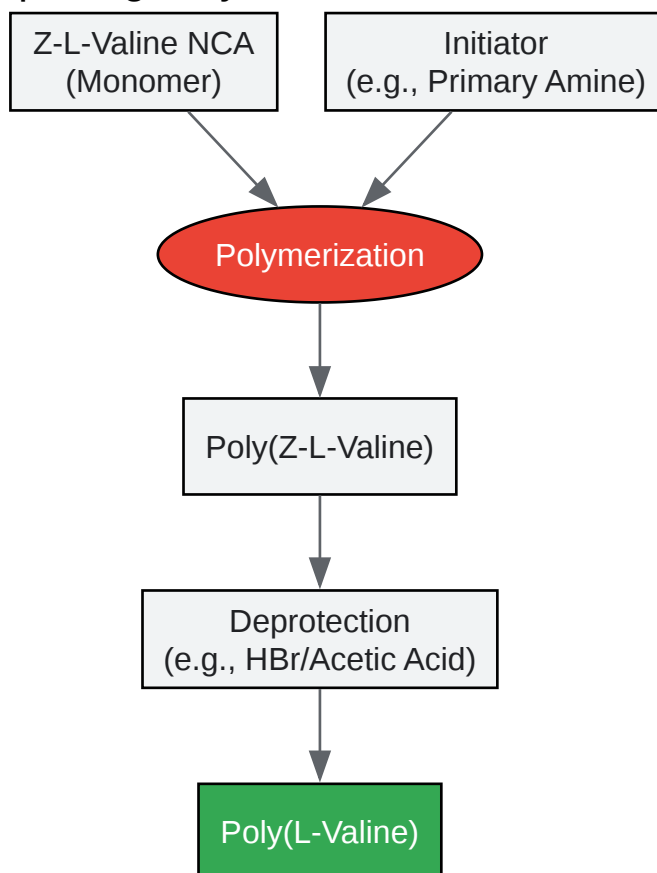 Z-L-Valine NCA
(Monomer)
Initiator
(e.g., Primary Amine)
Polymerization
Poly(Z-L-Valine)
Deprotection
(e.g., HBr/Acetic Acid)
Poly(L-Valine)